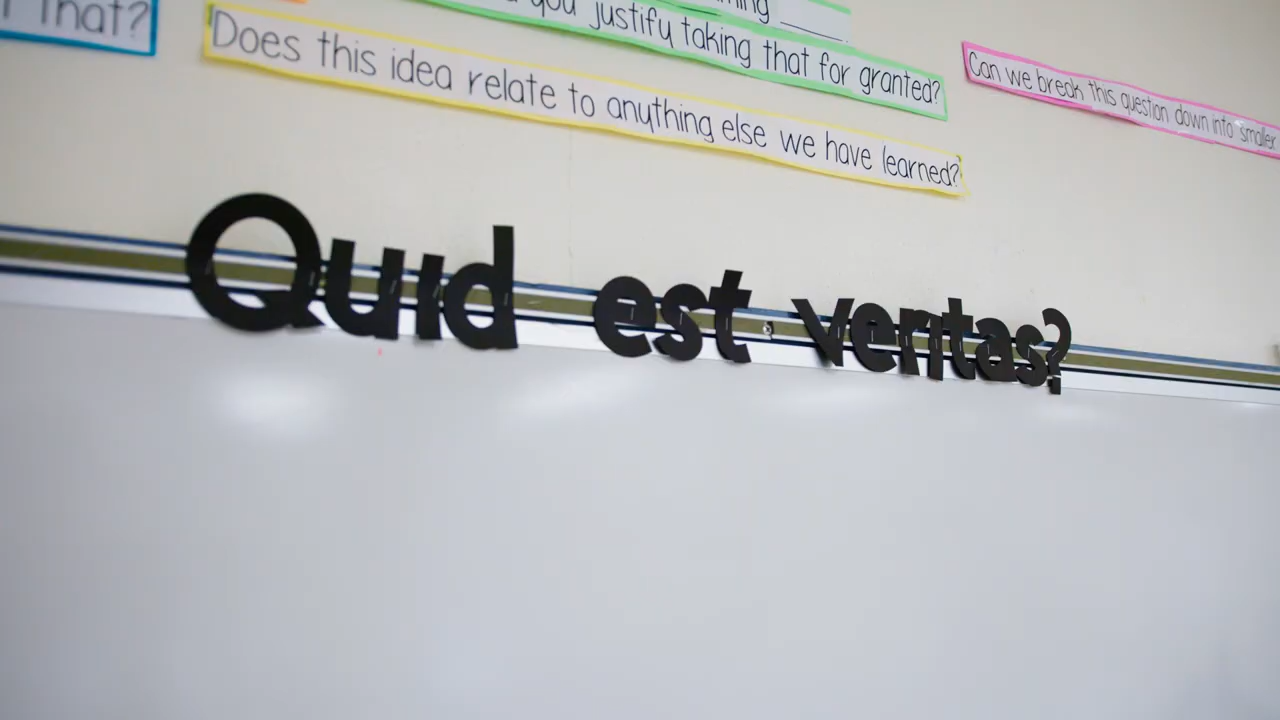 that?
Does this idea relate to anything else we have learned?
you justify taking that for granted?
Can we break this question down into smaller
Quid est veritas?